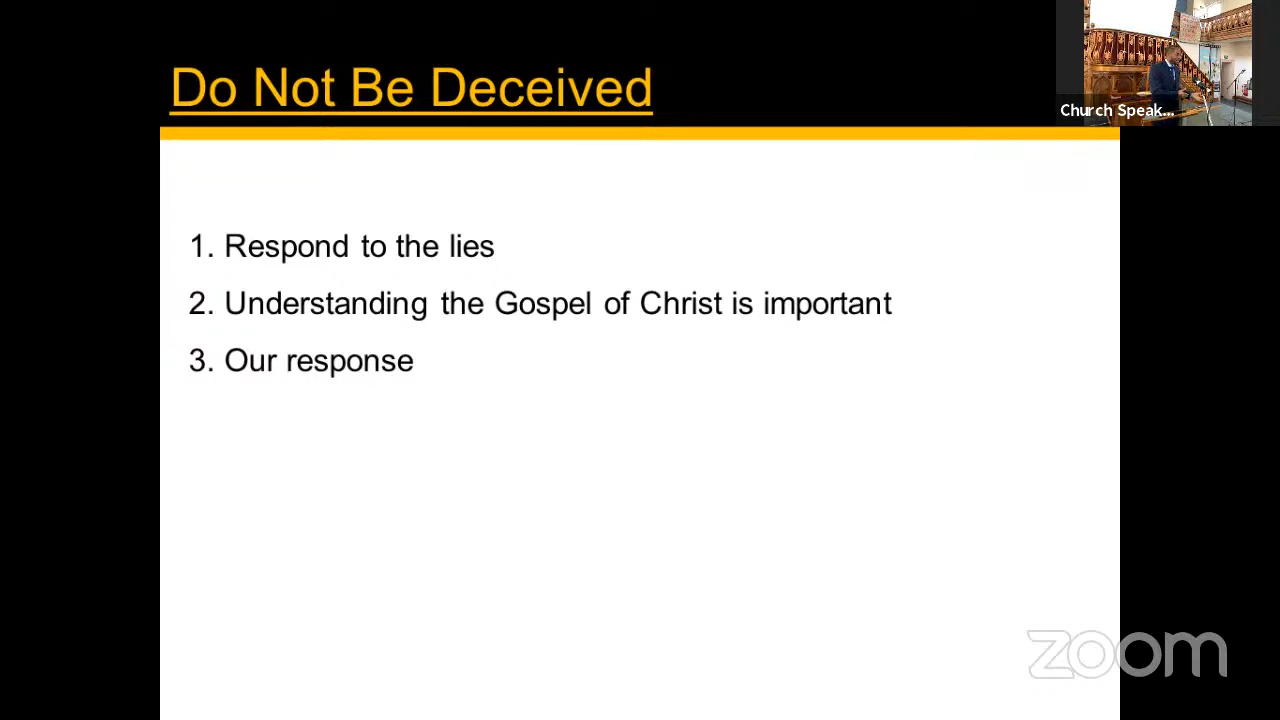 Do Not Be Deceived
Church Speak...
1. Respond to the lies
2. Understanding the Gospel of Christ is important
3. Our response
zoom